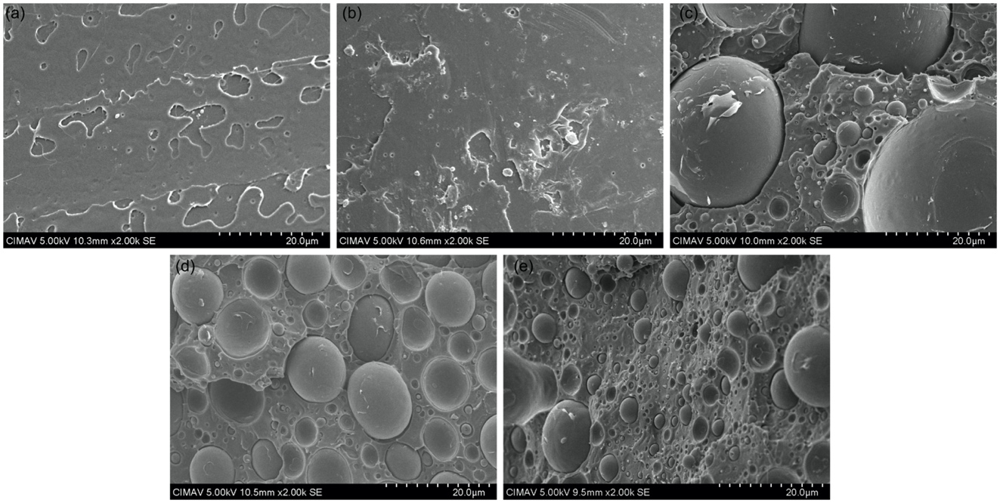 (a)
CIMAV 5.00kV 10.3mm x2.00k SE 20.0µm
(b)
CIMAV 5.00kV 10.6mm x2.00k SE 20.0µm
(c)
CIMAV 5.00kV 10.0mm x2.00k SE 20.0µm
(d)
CIMAV 5.00kV 10.5mm x2.00k SE 20.0µm
(e)
CIMAV 5.00kV 9.5mm x2.00k SE 20.0µm